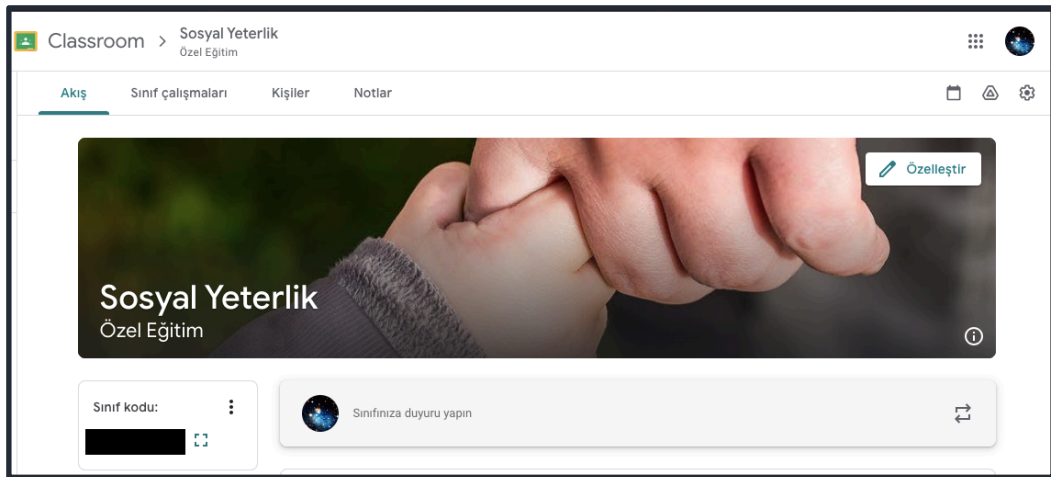 Classroom > Sosyal Yeterlik
Özel Eğitim
Akış Sınıf çalışmaları Kişiler Notlar
Özelleştir
Sosyal Yeterlik
Özel Eğitim
Sınıf kodu:
Sınıfınıza duyuru yapın